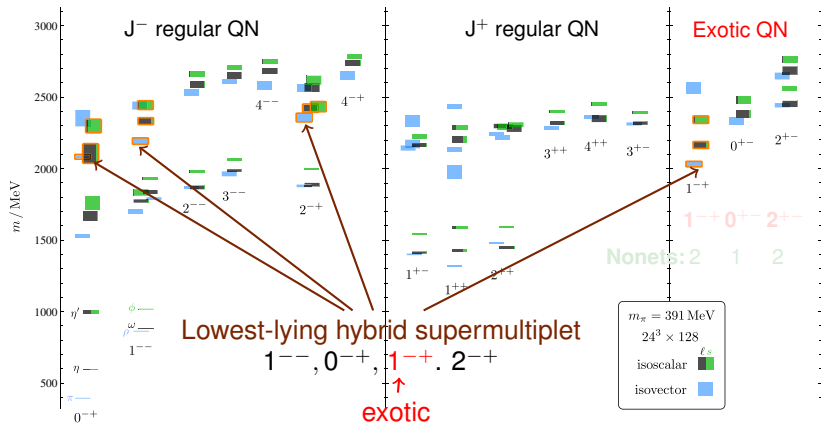 J⁻ regular QN
J⁺ regular QN
Exotic QN
3000
2500
2000
1500
1000
500
m / MeV
4⁻⁻
4⁻⁺
3⁻⁻
2⁻⁻
2⁻⁺
3⁺⁺
4⁺⁺
3⁺⁻
0⁺⁻
2⁺⁻
1⁻⁺
1⁺⁻
1⁺⁺
2⁺⁺
1⁻⁺ 0⁺⁻ 2⁺⁻
Nonets: 2 1 2
η′
ϕ
ω
ρ
1⁻⁻
η
π
0⁻⁺
Lowest-lying hybrid supermultiplet
1⁻⁻, 0⁻⁺, 1⁻⁺. 2⁻⁺
exotic
mπ = 391 MeV
24³ × 128
ℓ s
isoscalar
isovector